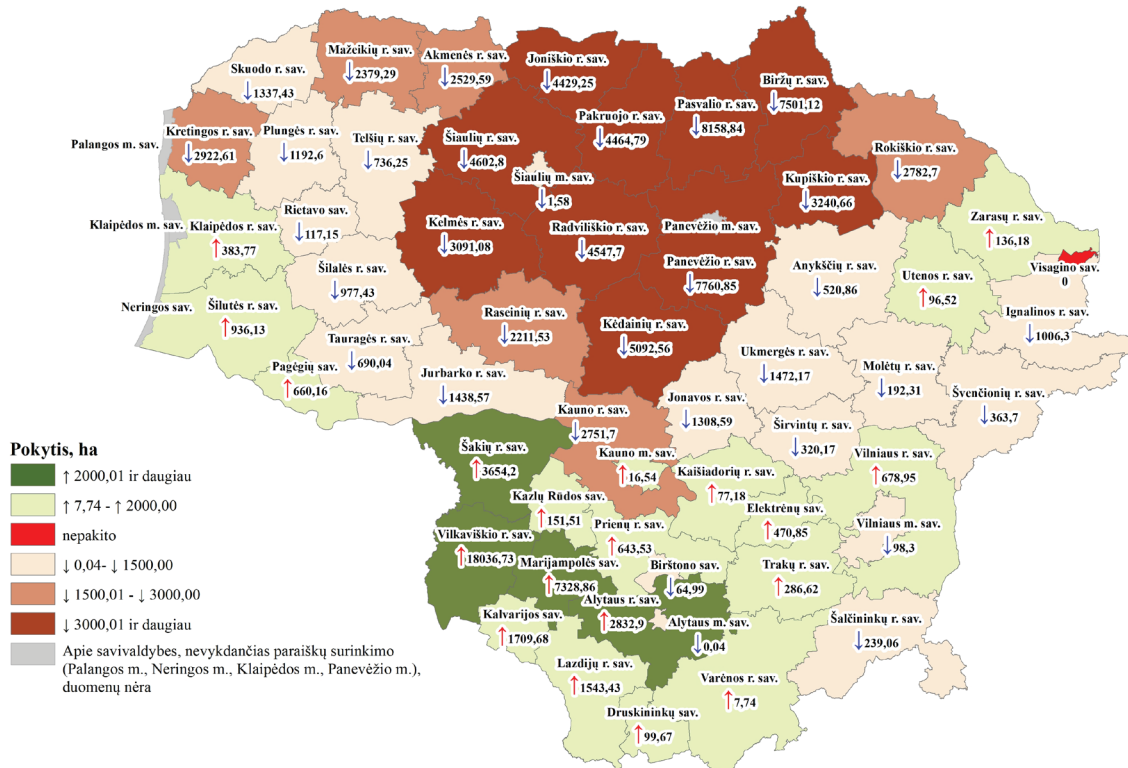 Mažeikių r. sav.
↓2379,29
Akmenės r. sav.
↓2529,59
Joniškio r. sav.
↓4429,25
Skuodo r. sav.
↓1337,43
Biržų r. sav.
↓7501,12
Pasvalio r. sav.
↓8158,84
Pakruojo r. sav.
↓4464,79
Palangos m. sav.
Kretingos r. sav.
↓2922,61
Plungės r. sav.
↓1192,6
Telšių r. sav.
↓736,25
Šiaulių r. sav.
↓4602,8
Rokiškio r. sav.
↓2782,7
Šiaulių m. sav.
↓1,58
Kupiškio r. sav.
↓3240,66
Klaipėdos m. sav.
Klaipėdos r. sav.
↑383,77
Rietavo sav.
↓117,15
Kelmės r. sav.
↓3091,08
Radviliškio r. sav.
↓4547,7
Panevėžio m. sav.
Zarasų r. sav.
↑136,18
Panevėžio r. sav.
↓7760,85
Anykščių r. sav.
↓520,86
Utenos r. sav.
↑96,52
Visagino sav.
0
Šilalės r. sav.
↓977,43
Neringos sav.
Šilutės r. sav.
↑936,13
Raseinių r. sav.
↓2211,53
Kėdainių r. sav.
↓5092,56
Ignalinos r. sav.
↓1006,3
Tauragės r. sav.
↓690,04
Ukmergės r. sav.
↓1472,17
Molėtų r. sav.
↓192,31
Pagėgių sav.
↑660,16
Jurbarko r. sav.
↓1438,57
Jonavos r. sav.
↓1308,59
Švenčionių r. sav.
↓363,7
Kauno r. sav.
↓2751,7
Širvintų r. sav.
↓320,17
Šakių r. sav.
↑3654,2
Kauno m. sav.
↑16,54
Kaišiadorių r. sav.
↑77,18
Vilniaus r. sav.
↑678,95
Kazlų Rūdos sav.
↑151,51
Elektrėnų sav.
↑470,85
Prienų r. sav.
↑643,53
Vilniaus m. sav.
↓98,3
Vilkaviškio r. sav.
↑18036,73
Marijampolės sav.
↑7328,86
Birštono sav.
↓64,99
Trakų r. sav.
↑286,62
Alytaus r. sav.
↑2832,9
Kalvarijos sav.
↑1709,68
Alytaus m. sav.
↓0,04
Šalčininkų r. sav.
↓239,06
Lazdijų r. sav.
↑1543,43
Varėnos r. sav.
↑7,74
Druskininkų sav.
↑99,67
Pokytis, ha
↑ 2000,01 ir daugiau
↑ 7,74 - ↑ 2000,00
nepakito
↓ 0,04- ↓ 1500,00
↓ 1500,01 - ↓ 3000,00
↓ 3000,01 ir daugiau
Apie savivaldybes, nevykdančias paraiškų surinkimo
(Palangos m., Neringos m., Klaipėdos m., Panevėžio m.),
duomenų nėra